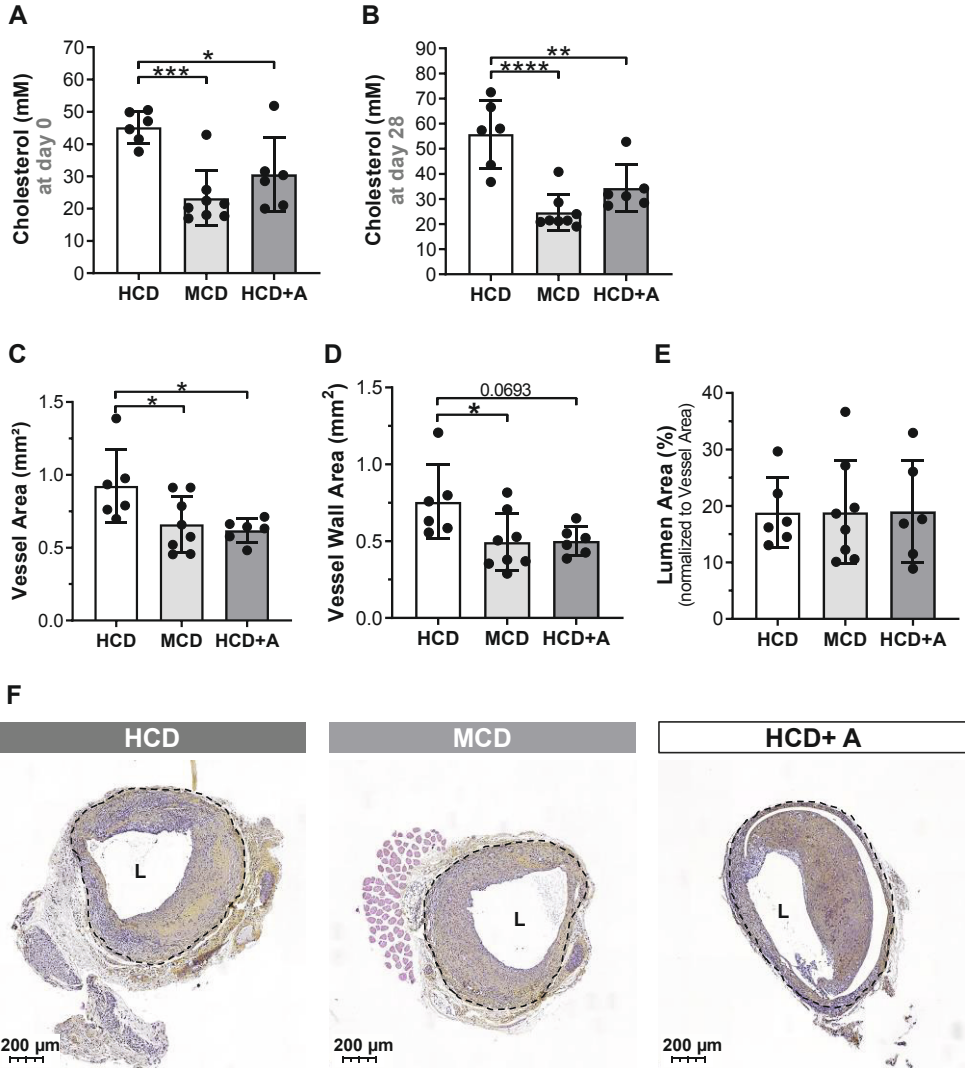 A
Cholesterol (mM)
at day 0
70
60
50
40
30
20
10
0
***
*
HCD
MCD
HCD+A
B
Cholesterol (mM)
at day 28
90
80
70
60
50
40
30
20
10
0
****
**
HCD
MCD
HCD+A
C
Vessel Area (mm²)
1.5
1.0
0.5
0.0
*
*
HCD
MCD
HCD+A
D
Vessel Wall Area (mm²)
1.5
1.0
0.5
0.0
0.0693
*
HCD
MCD
HCD+A
E
Lumen Area (%)
(normalized to Vessel Area)
40
30
20
10
0
HCD
MCD
HCD+A
F
HCD
MCD
HCD+ A
L
L
L
200 µm
200 µm
200 µm